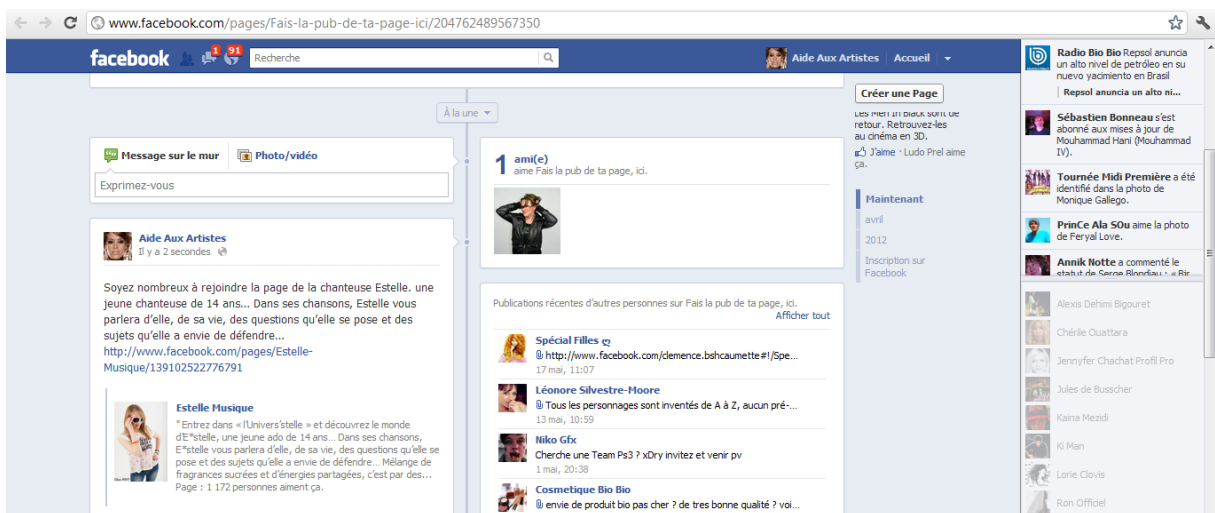 www.facebook.com/pages/Fais-la-pub-de-ta-page-ici/204762489567350
facebook
1
91
Recherche
Aide Aux Artistes
Accueil
À la une
Message sur le mur
Photo/vidéo
Exprimez-vous
Aide Aux Artistes
Il y a 2 secondes
Soyez nombreux à rejoindre la page de la chanteuse Estelle. une
jeune chanteuse de 14 ans... Dans ses chansons, Estelle vous
parlera d'elle, de sa vie, des questions qu'elle se pose et des
sujets qu'elle a envie de défendre...
http://www.facebook.com/pages/Estelle-
Musique/139102522776791
Estelle Musique
"Entrez dans «l'Univers'stelle » et découvrez le monde
d'E*stelle, une jeune ado de 14 ans... Dans ses chansons,
E*stelle vous parlera d'elle, de sa vie, des questions qu'elle se
pose et des sujets qu'elle a envie de défendre... Mélange de
fragrances sucrées et d'énergies partagées, c'est par des...
Page : 1 172 personnes aiment ça.
1 ami(e)
aime Fais la pub de ta page, ici.
Publications récentes d'autres personnes sur Fais la pub de ta page, ici.
Afficher tout
Spécial Filles ღ
http://www.facebook.com/clemence.bshcaumette#!/Spe...
17 mai, 11:07
Léonore Silvestre-Moore
Tous les personnages sont inventés de A à Z, aucun pré-...
13 mai, 10:59
Niko Gfx
Cherche une Team Ps3 ? xDry invitez et venir pv
1 mai, 20:38
Cosmetique Bio Bio
envie de produit bio pas cher ? de tres bonne qualité ? voi...
Créer une Page
Les Men In Black sont de
retour. Retrouvez-les
au cinéma en 3D.
J'aime · Ludo Prel aime
ça.
Maintenant
avril
2012
Inscription sur
Facebook
Radio Bio Bio Repsol anuncia
un alto nivel de petróleo en su
nuevo yacimiento en Brasil
Repsol anuncia un alto ni...
Sébastien Bonneau s'est
abonné aux mises à jour de
Mouhammad Hani (Mouhammad
IV).
Tournée Midi Première a été
identifié dans la photo de
Monique Gallego.
PrinCe Ala SOu aime la photo
de Feryal Love.
Annik Notte a commenté le
statut de Serge Blondiau : « Bir
Alexis Dehimi Bigouret
Chérile Ouattara
Jennyfer Chachat Profil Pro
Jules de Busscher
Kaina Mezidi
Ki Man
Lorie Clovis
Ron Officiel